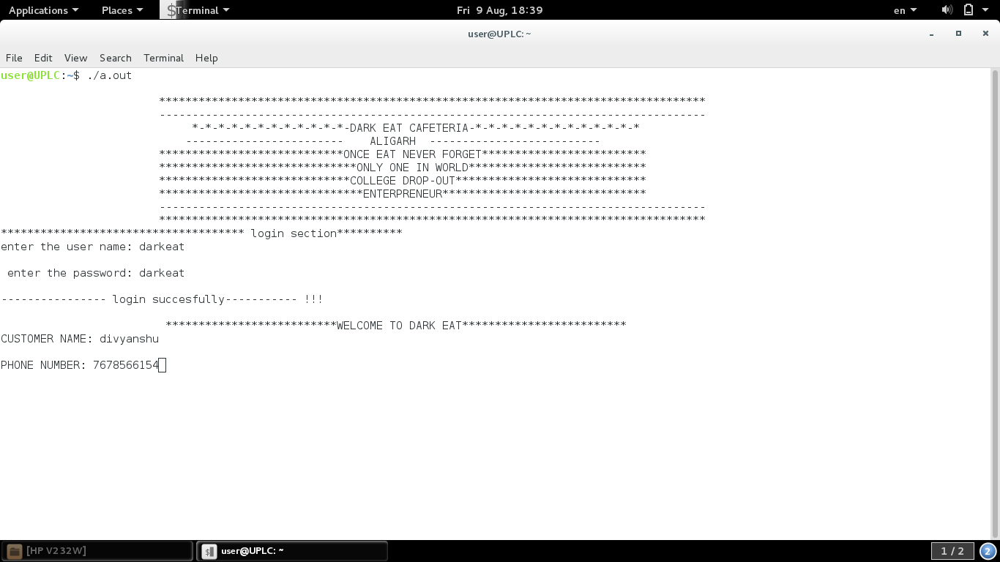 Applications Places $Terminal Fri 9 Aug, 18:39 en
user@UPLC: ~
File Edit View Search Terminal Help
user@UPLC:~$ ./a.out
***********************************************************************************
-----------------------------------------------------------------------------------
*-*-*-*-*-*-*-*-*-*-*-*-DARK EAT CAFETERIA-*-*-*-*-*-*-*-*-*-*-*-*-*
------------------------    ALIGARH  --------------------------
****************************ONCE EAT NEVER FORGET*************************
******************************ONLY ONE IN WORLD***************************
*****************************COLLEGE DROP-OUT*****************************
*******************************ENTERPRENEUR*******************************
-----------------------------------------------------------------------------------
***********************************************************************************
************************************* login section**********
enter the user name: darkeat
enter the password: darkeat
---------------- login succesfully----------- !!!
**************************WELCOME TO DARK EAT*************************
CUSTOMER NAME: divyanshu
PHONE NUMBER: 7678566154
[HP V232W] $ user@UPLC: ~ 1 / 2 2